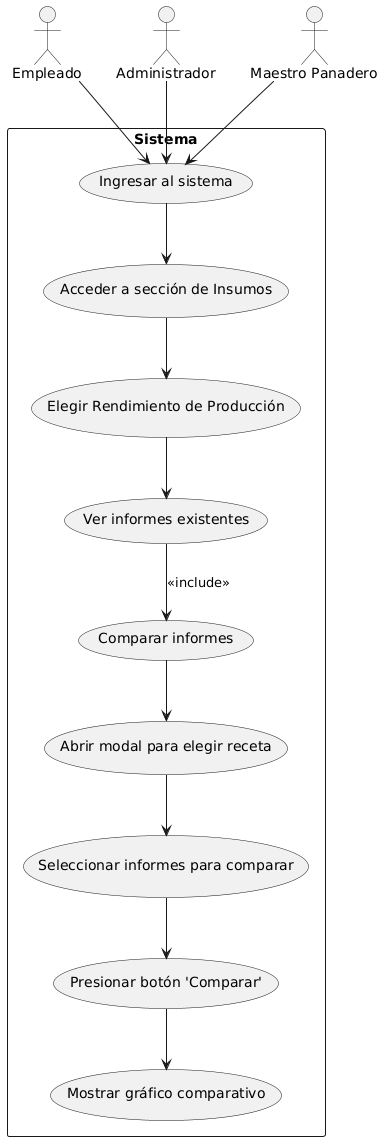 Empleado
Administrador
Maestro Panadero
Sistema
Ingresar al sistema
Acceder a sección de Insumos
Elegir Rendimiento de Producción
Ver informes existentes
«include»
Comparar informes
Abrir modal para elegir receta
Seleccionar informes para comparar
Presionar botón 'Comparar'
Mostrar gráfico comparativo